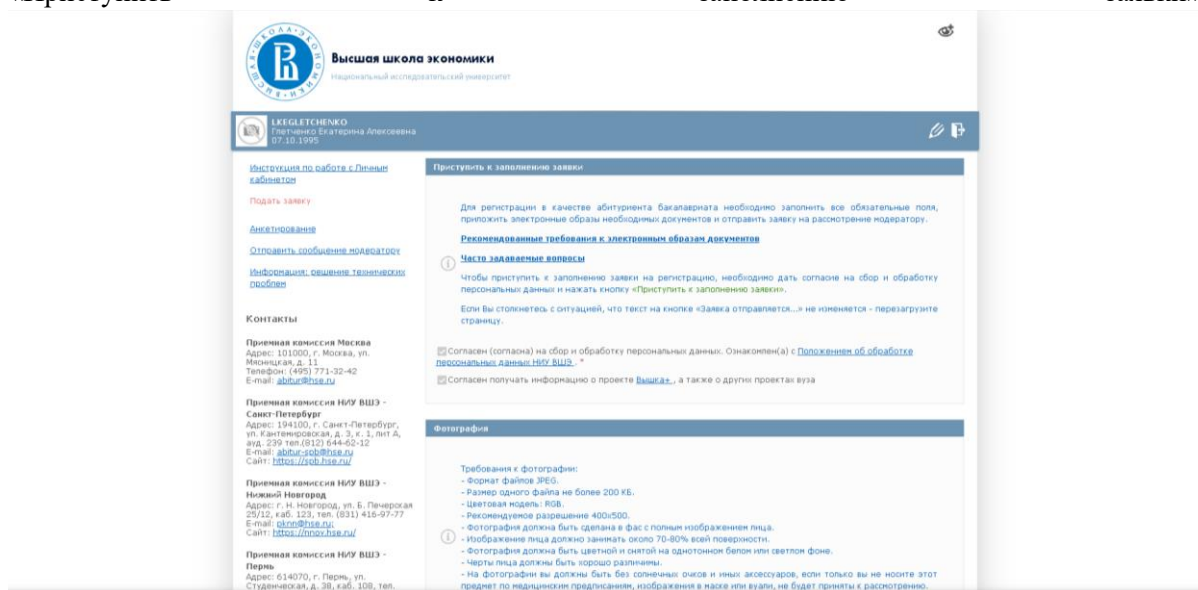 «Приступить к заполнению заявки»
Высшая школа экономики
Национальный исследовательский университет
LKEGLETCHENKO
Глетченко Екатерина Алексеевна
07.10.1995
Инструкция по работе с Личным
кабинетом
Подать заявку
Анкетирование
Отправить сообщение модератору
Информация: решение технических
проблем
Контакты
Приемная комиссия Москва
Адрес: 101000, г. Москва, ул.
Мясницкая, д. 11
Телефон: (495) 771-32-42
E-mail: abitur@hse.ru
Приемная комиссия НИУ ВШЭ -
Санкт-Петербург
Адрес: 194100, г. Санкт-Петербург,
ул. Кантемировская, д. 3, к. 1, лит А,
ауд. 239 тел.(812) 644-62-12
E-mail: abitur-spb@hse.ru
Сайт: https://spb.hse.ru/
Приемная комиссия НИУ ВШЭ -
Нижний Новгород
Адрес: г. Н. Новгород, ул. Б. Печерская
25/12, каб. 123, тел. (831) 416-97-77
E-mail: pknn@hse.ru;
Сайт: https://nnov.hse.ru/
Приемная комиссия НИУ ВШЭ -
Пермь
Адрес: 614070, г. Пермь, ул.
Студенческая, д. 38, каб. 108, тел.
Приступить к заполнению заявки
Для регистрации в качестве абитуриента бакалавриата необходимо заполнить все обязательные поля,
приложить электронные образы необходимых документов и отправить заявку на рассмотрение модератору.
Рекомендованные требования к электронным образам документов
Часто задаваемые вопросы
Чтобы приступить к заполнению заявки на регистрацию, необходимо дать согласие на сбор и обработку
персональных данных и нажать кнопку «Приступить к заполнению заявки».
Если Вы столкнетесь с ситуацией, что текст на кнопке «Заявка отправляется...» не изменяется - перезагрузите
страницу.
Согласен (согласна) на сбор и обработку персональных данных. Ознакомлен(а) с Положением об обработке
персональных данных НИУ ВШЭ . *
Согласен получать информацию о проекте Вышка+ , а также о других проектах вуза
Фотография
Требования к фотографии:
- Формат файлов JPEG.
- Размер одного файла не более 200 КБ.
- Цветовая модель: RGB.
- Рекомендуемое разрешение 400x500.
- Фотография должна быть сделана в фас с полным изображением лица.
- Изображение лица должно занимать около 70-80% всей поверхности.
- Фотография должна быть цветной и снятой на однотонном белом или светлом фоне.
- Черты лица должны быть хорошо различимы.
- На фотографии вы должны быть без солнечных очков и иных аксессуаров, если только вы не носите этот
предмет по медицинским предписаниям, изображения в маске или вуали, не будет приняты к рассмотрению.